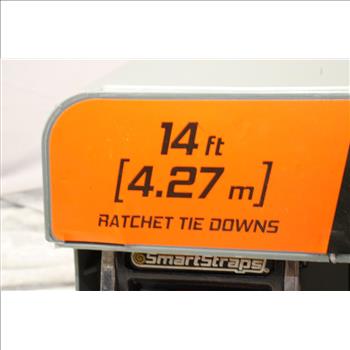 14 ft
[4.27 m]
RATCHET TIE DOWNS
SmartStraps